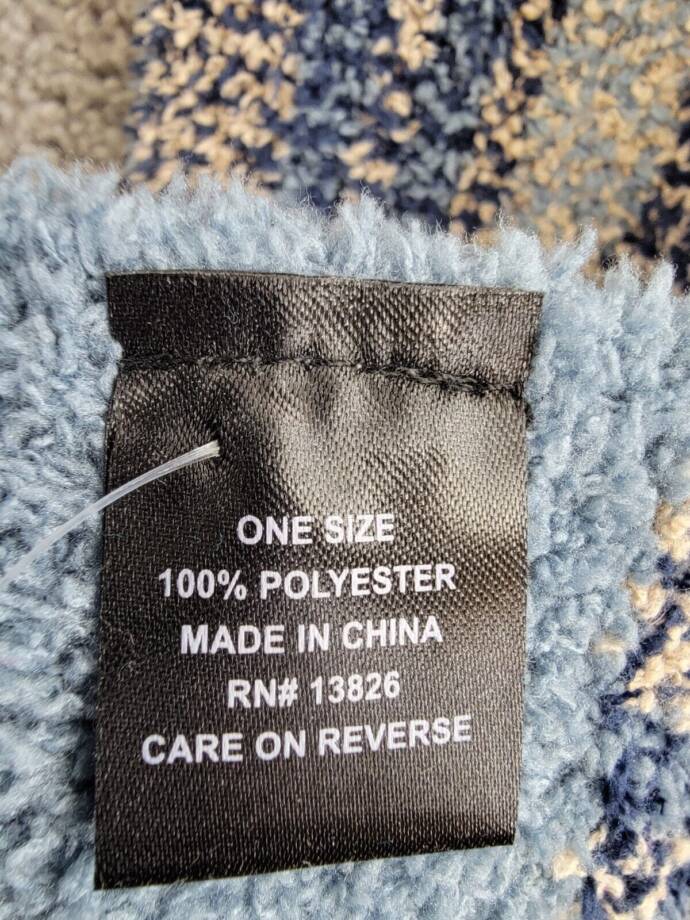 ONE SIZE
100% POLYESTER
MADE IN CHINA
RN# 13826
CARE ON REVERSE